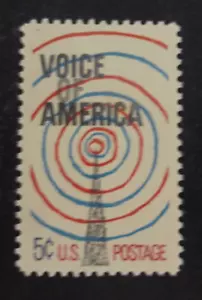 VOICE
OF
AMERICA
5¢ U.S. POSTAGE